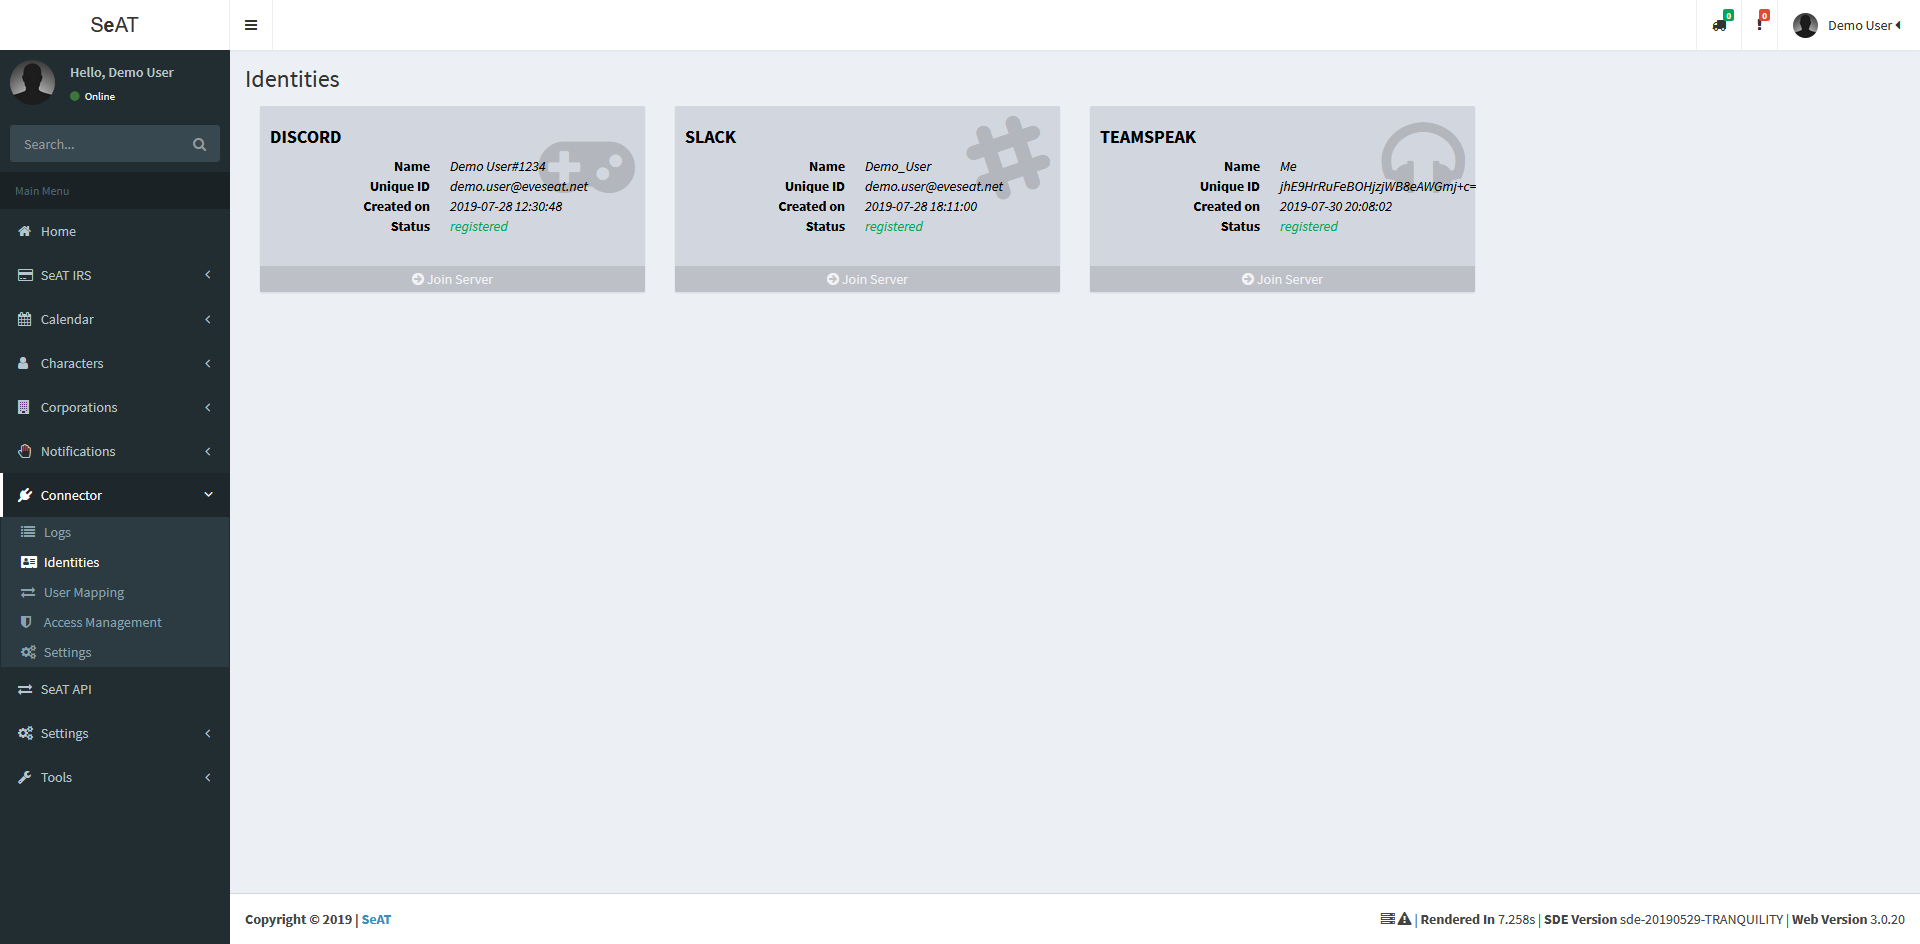 SeAT
0
0
Demo User
Hello, Demo User
Online
Search...
Main Menu
Home
SeAT IRS
Calendar
Characters
Corporations
Notifications
Connector
Logs
Identities
User Mapping
Access Management
Settings
SeAT API
Settings
Tools
Identities
DISCORD
Name Demo User#1234
Unique ID demo.user@eveseat.net
Created on 2019-07-28 12:30:48
Status registered
Join Server
SLACK
Name Demo_User
Unique ID demo.user@eveseat.net
Created on 2019-07-28 18:11:00
Status registered
Join Server
TEAMSPEAK
Name Me
Unique ID jhE9HrRuFeBOHjzjWB8eAWGmj+c=
Created on 2019-07-30 20:08:02
Status registered
Join Server
Copyright © 2019 | SeAT
| Rendered In 7.258s | SDE Version sde-20190529-TRANQUILITY | Web Version 3.0.20